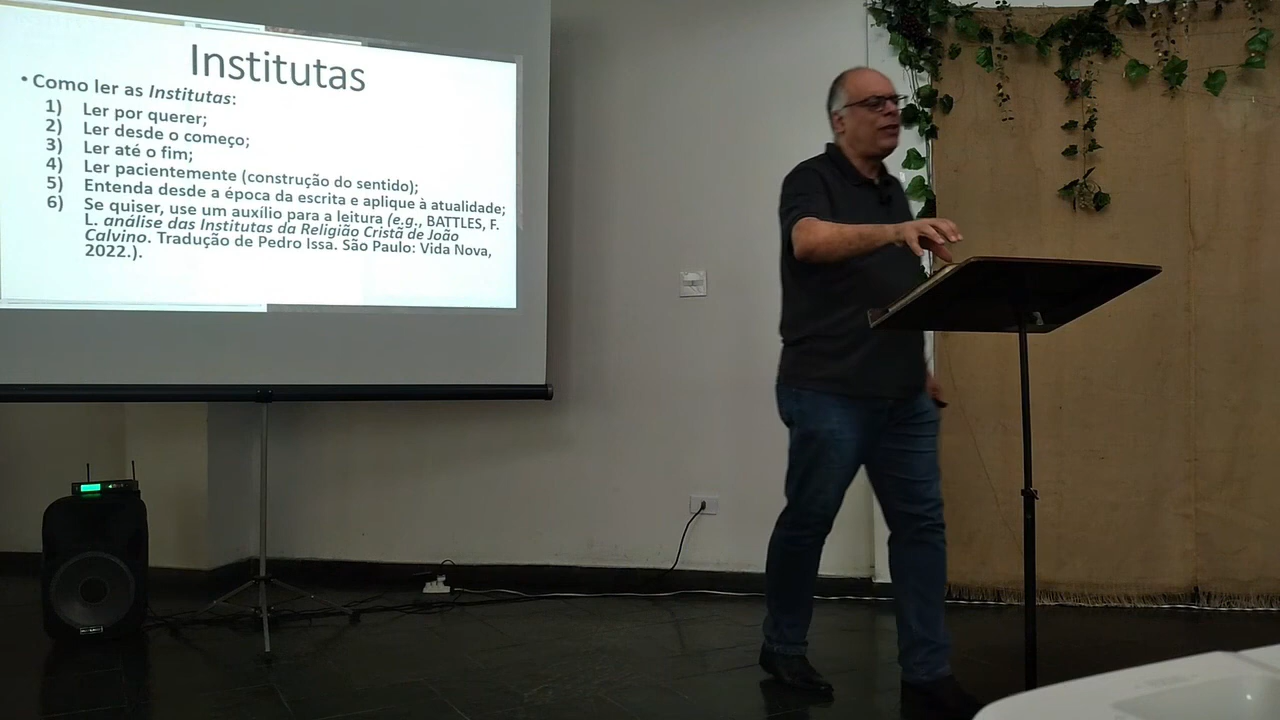 Institutas
• Como ler as Institutas:
1) Ler por querer;
2) Ler desde o começo;
3) Ler até o fim;
4) Ler pacientemente (construção do sentido);
5) Entenda desde a época da escrita e aplique à atualidade;
6) Se quiser, use um auxílio para a leitura (e.g., BATTLES, F.
L. análise das Institutas da Religião Cristã de João
Calvino. Tradução de Pedro Issa. São Paulo: Vida Nova,
2022.).